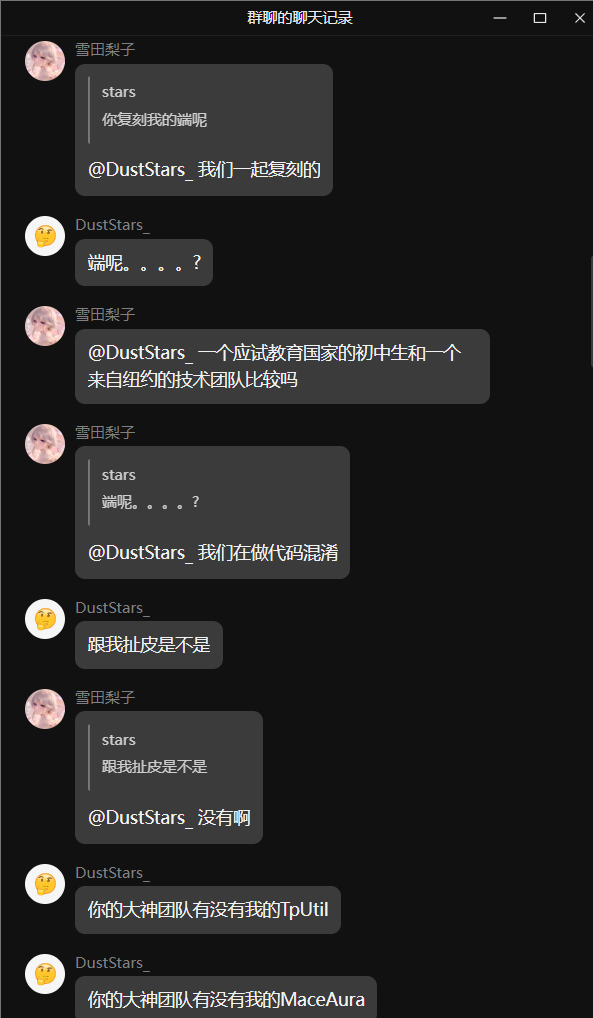 群聊的聊天记录
雪田梨子
stars
你复刻我的端呢
@DustStars_ 我们一起复刻的
DustStars_
端呢。。。。?
雪田梨子
@DustStars_ 一个应试教育国家的初中生和一个
来自纽约的技术团队比较吗
雪田梨子
stars
端呢。。。。?
@DustStars_ 我们在做代码混淆
DustStars_
跟我扯皮是不是
雪田梨子
stars
跟我扯皮是不是
@DustStars_ 没有啊
DustStars_
你的大神团队有没有我的TpUtil
DustStars_
你的大神团队有没有我的MaceAura